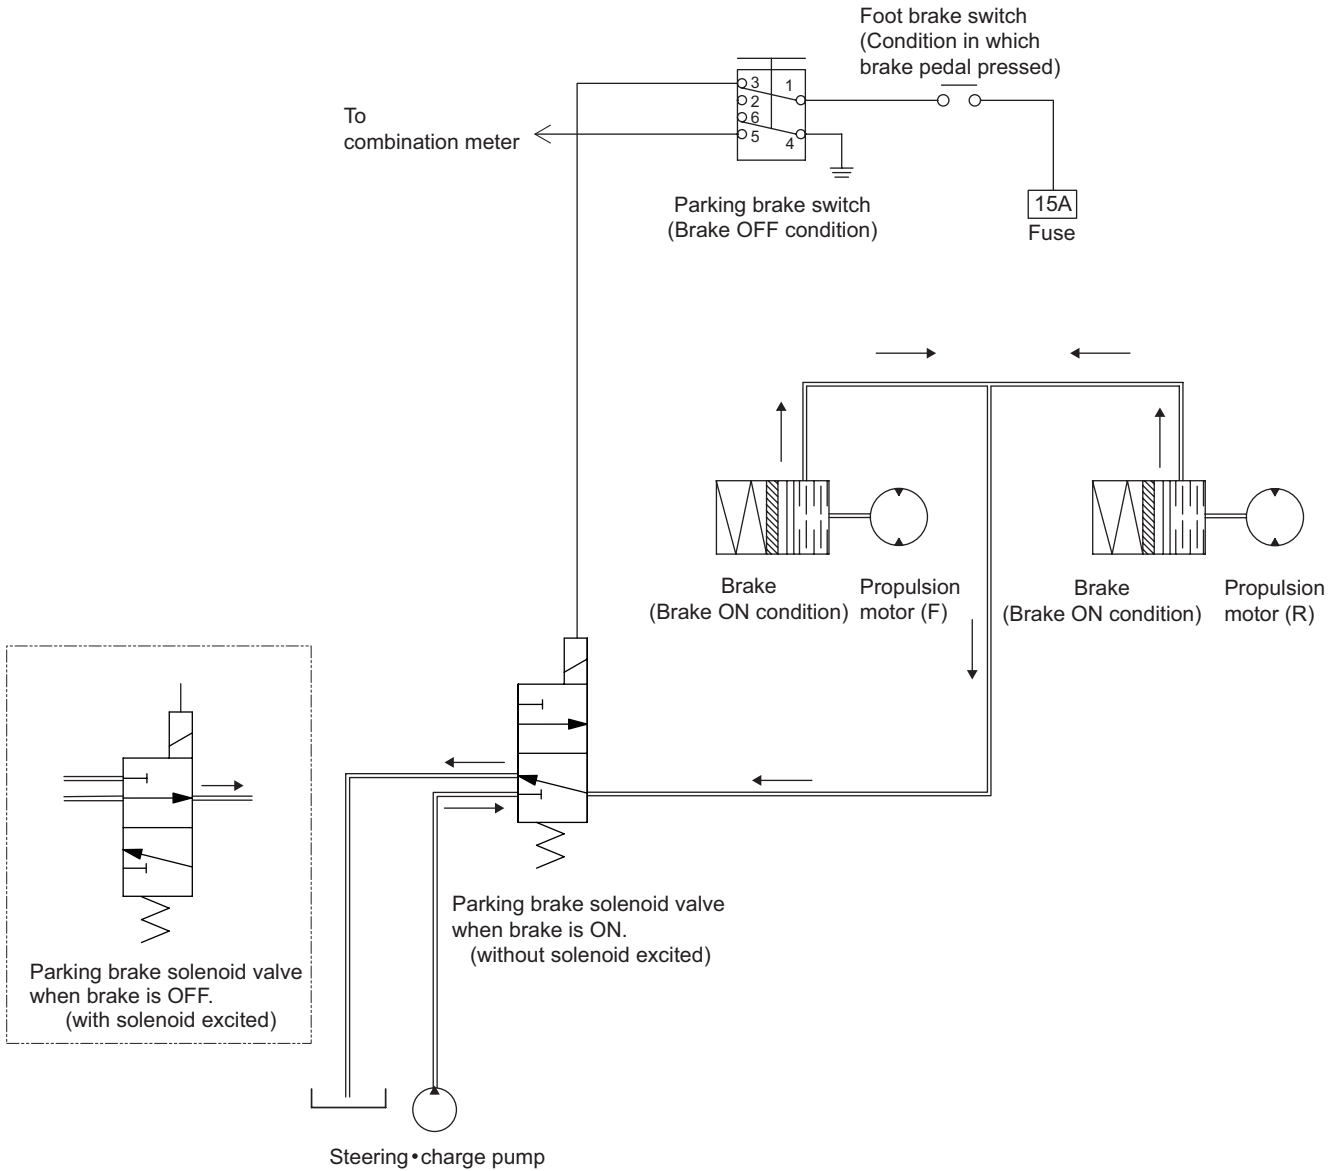 Foot brake switch
(Condition in which
brake pedal pressed)
To
combination meter
3
1
2
6
5
4
Parking brake switch
(Brake OFF condition)
15A
Fuse
Brake
(Brake ON condition)
Propulsion
motor (F)
Brake
(Brake ON condition)
Propulsion
motor (R)
Parking brake solenoid valve
when brake is ON.
(without solenoid excited)
Parking brake solenoid valve
when brake is OFF.
(with solenoid excited)
Steering•charge pump